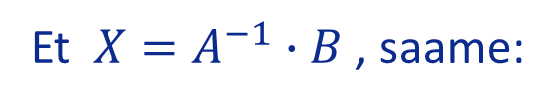 Et X = A⁻¹ · B , saame: